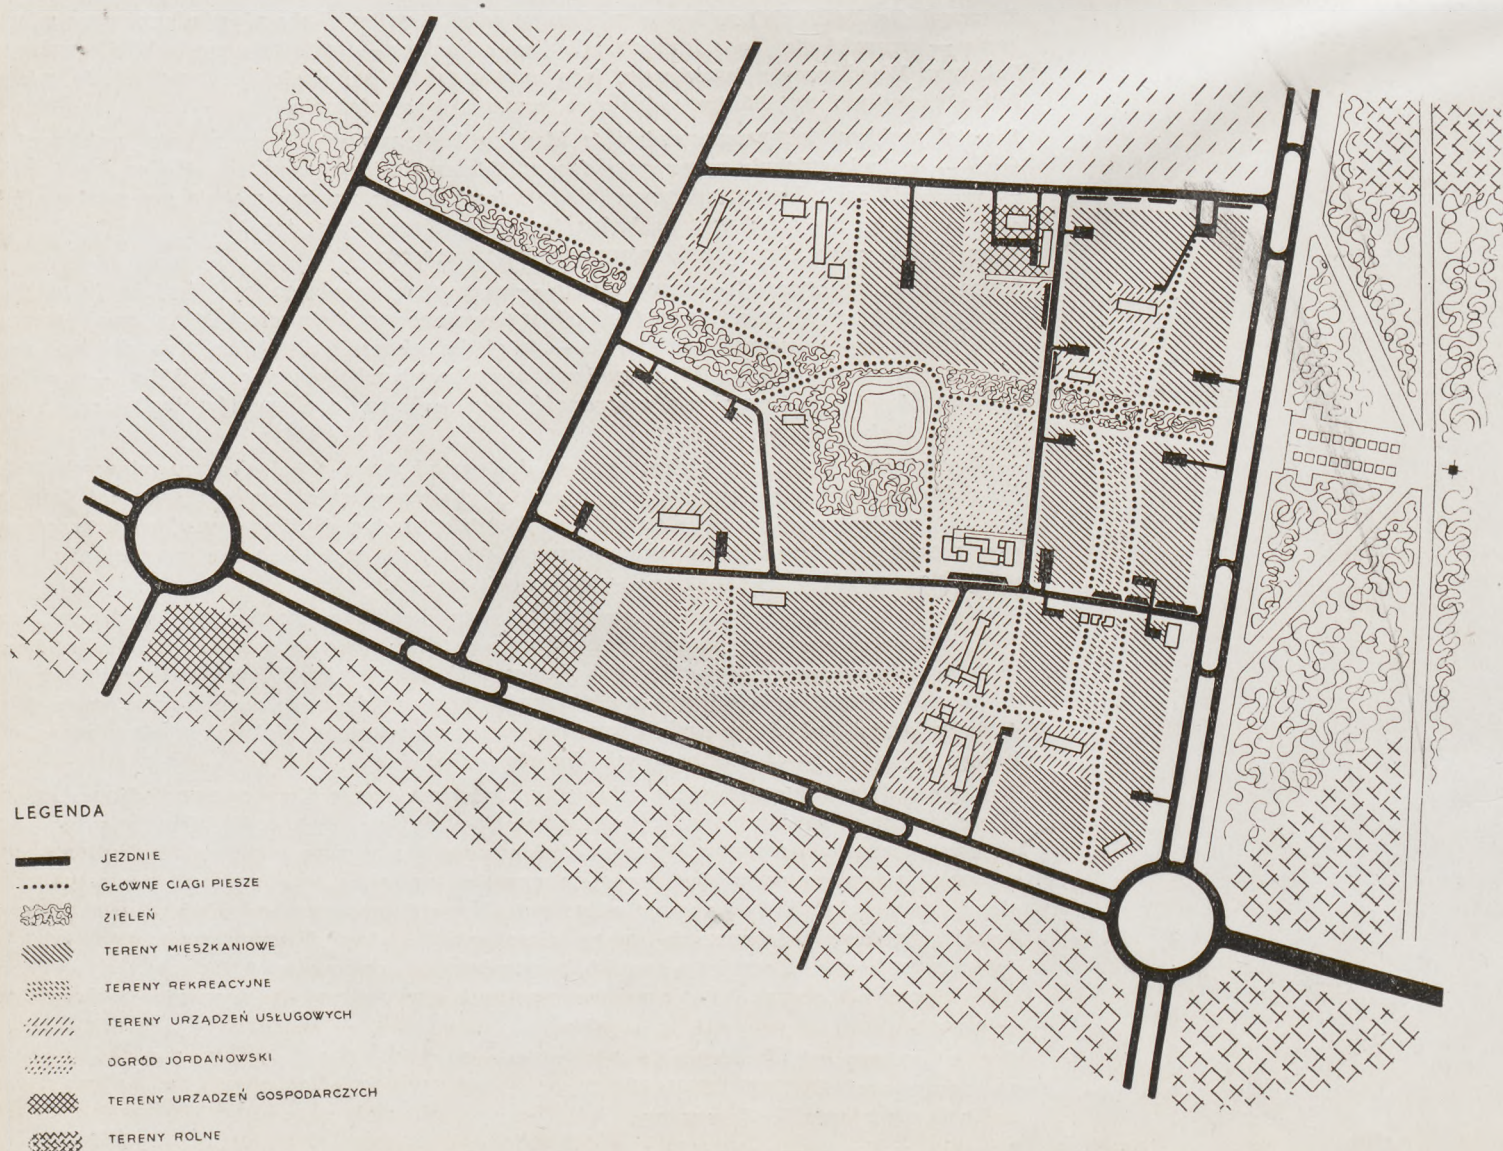 LEGENDA
JEZDNIE
GŁÓWNE CIAGI PIESZE
ZIELEŃ
TERENY MIESZKANIOWE
TERENY REKREACYJNE
TERENY URZĄDZEŃ USŁUGOWYCH
OGRÓD JORDANOWSKI
TERENY URZĄDZEŃ GOSPODARCZYCH
TERENY ROLNE